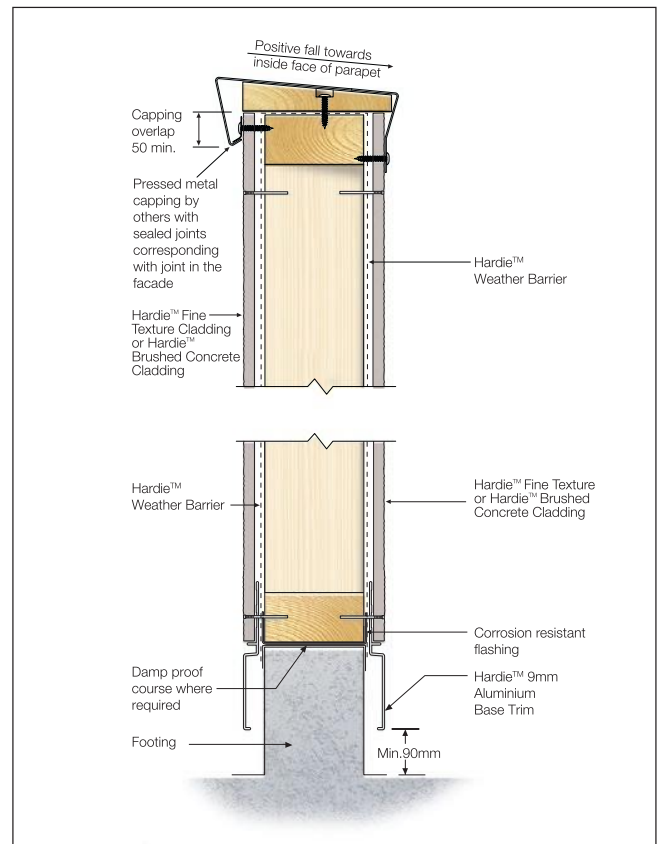 Positive fall towards
inside face of parapet
Capping
overlap
50 min.
Pressed metal
capping by
others with
sealed joints
corresponding
with joint in the
facade
Hardie™
Weather Barrier
Hardie™ Fine
Texture Cladding
or Hardie™
Brushed Concrete
Cladding
Hardie™
Weather Barrier
Hardie™ Fine Texture
or Hardie™ Brushed
Concrete Cladding
Corrosion resistant
flashing
Damp proof
course where
required
Hardie™ 9mm
Aluminium
Base Trim
Footing
Min.90mm